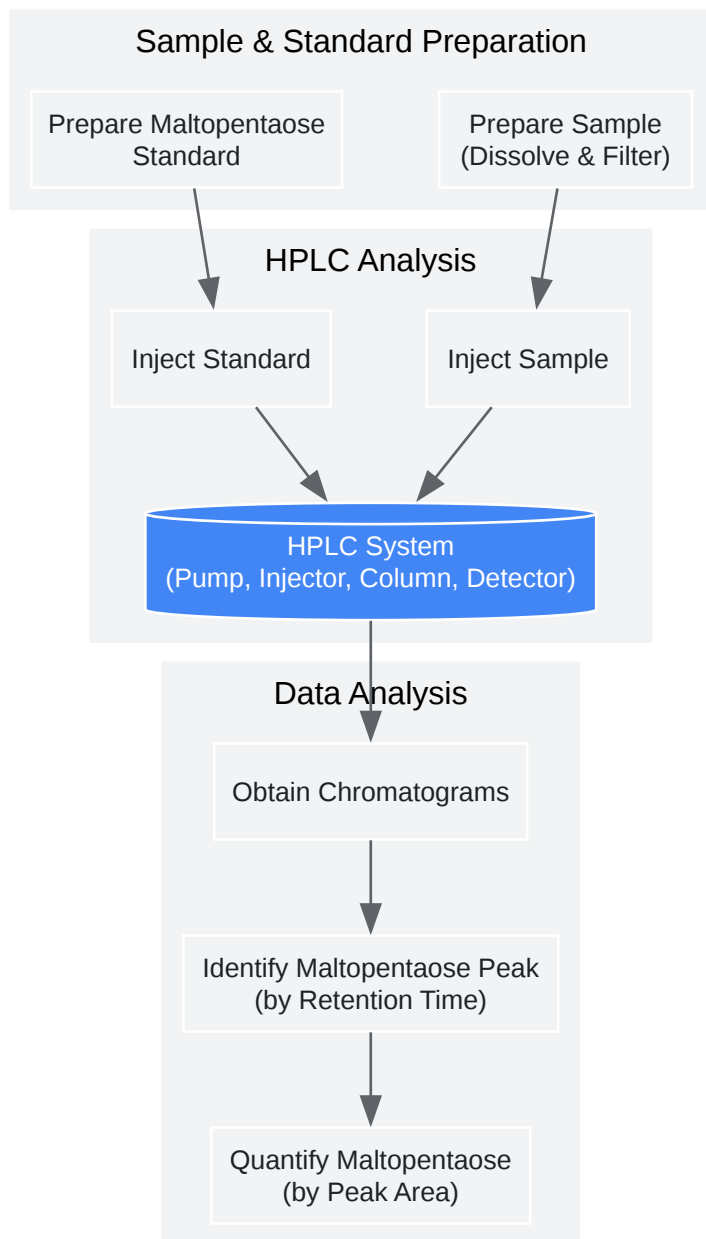 Sample & Standard Preparation
Prepare Maltopentaose
Standard
Prepare Sample
(Dissolve & Filter)
HPLC Analysis
Inject Standard
Inject Sample
HPLC System
(Pump, Injector, Column, Detector)
Data Analysis
Obtain Chromatograms
Identify Maltopentaose Peak
(by Retention Time)
Quantify Maltopentaose
(by Peak Area)